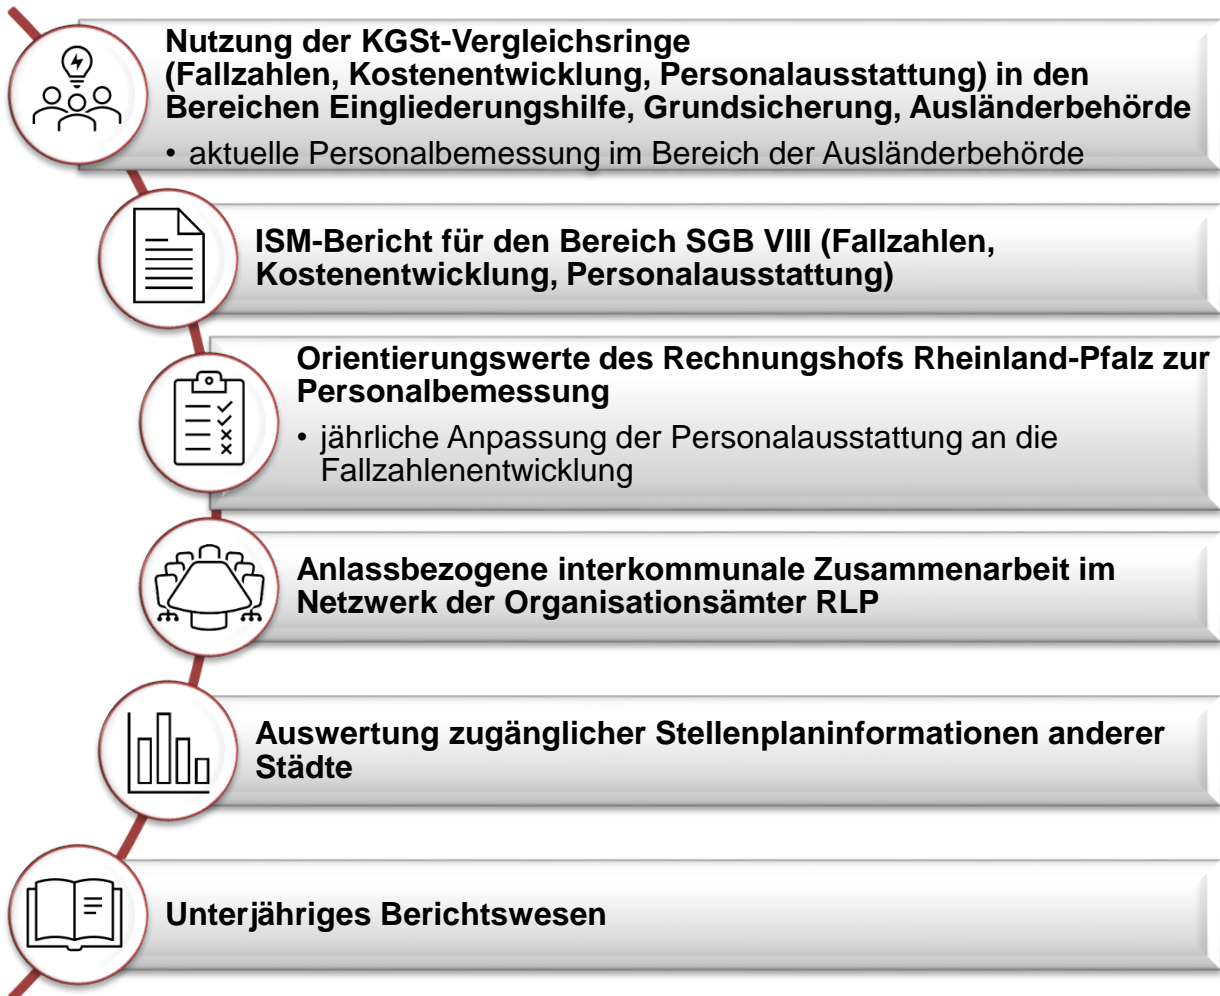 Nutzung der KGSt-Vergleichsringe
(Fallzahlen, Kostenentwicklung, Personalausstattung) in den
Bereichen Eingliederungshilfe, Grundsicherung, Ausländerbehörde
• aktuelle Personalbemessung im Bereich der Ausländerbehörde
ISM-Bericht für den Bereich SGB VIII (Fallzahlen,
Kostenentwicklung, Personalausstattung)
Orientierungswerte des Rechnungshofs Rheinland-Pfalz zur
Personalbemessung
• jährliche Anpassung der Personalausstattung an die
Fallzahlenentwicklung
Anlassbezogene interkommunale Zusammenarbeit im
Netzwerk der Organisationsämter RLP
Auswertung zugänglicher Stellenplaninformationen anderer
Städte
Unterjähriges Berichtswesen